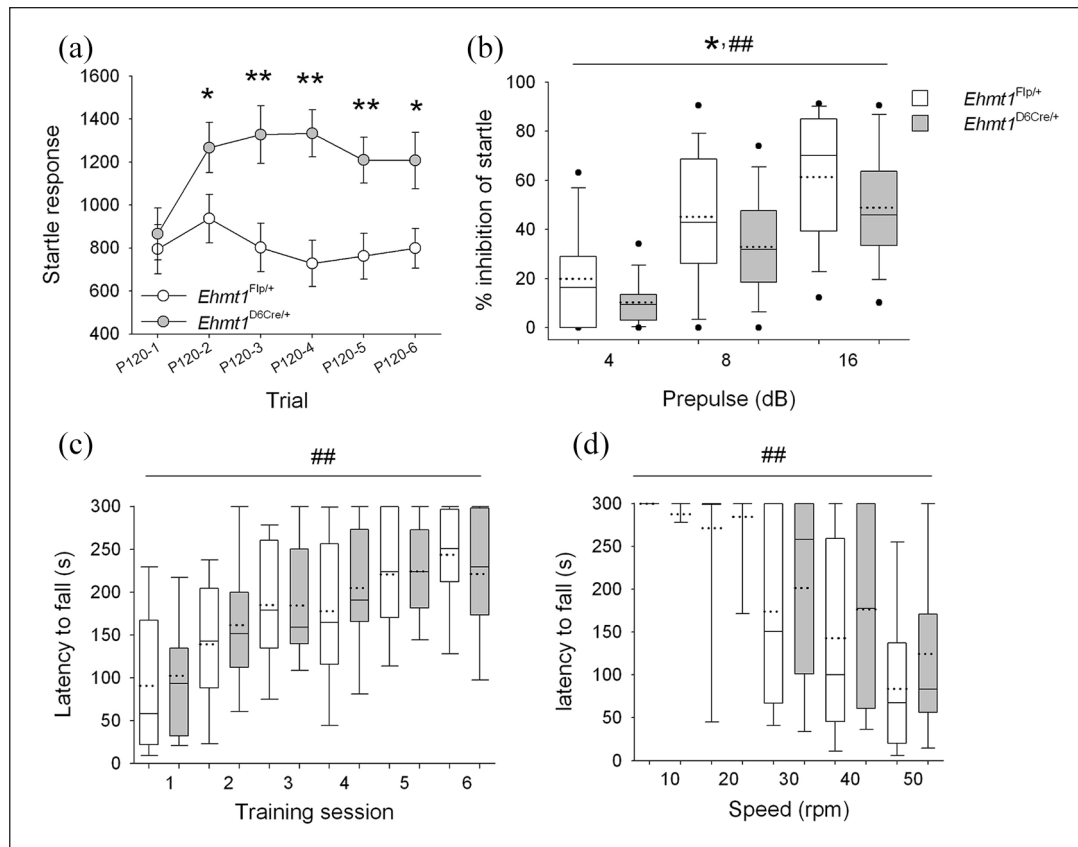 (a)
1600
1400
1200
1000
800
600
400
Startle response
* ** ** ** *
Ehmt1Flp/+
Ehmt1D6Cre/+
P120-1 P120-2 P120-3 P120-4 P120-5 P120-6
Trial
(b)
*,##
100
80
60
40
20
0
% inhibition of startle
4 8 16
Prepulse (dB)
Ehmt1Flp/+
Ehmt1D6Cre/+
(c)
##
300
250
200
150
100
50
0
Latency to fall (s)
1 2 3 4 5 6
Training session
(d)
##
300
250
200
150
100
50
0
latency to fall (s)
10 20 30 40 50
Speed (rpm)